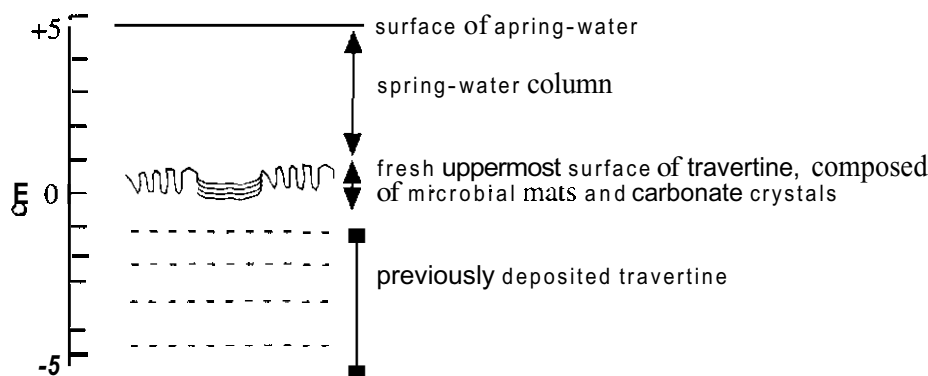 +5
surface of apring-water
spring-water column
fresh uppermost surface of travertine, composed
of microbial mats and carbonate crystals
cm 0
previously deposited travertine
-5